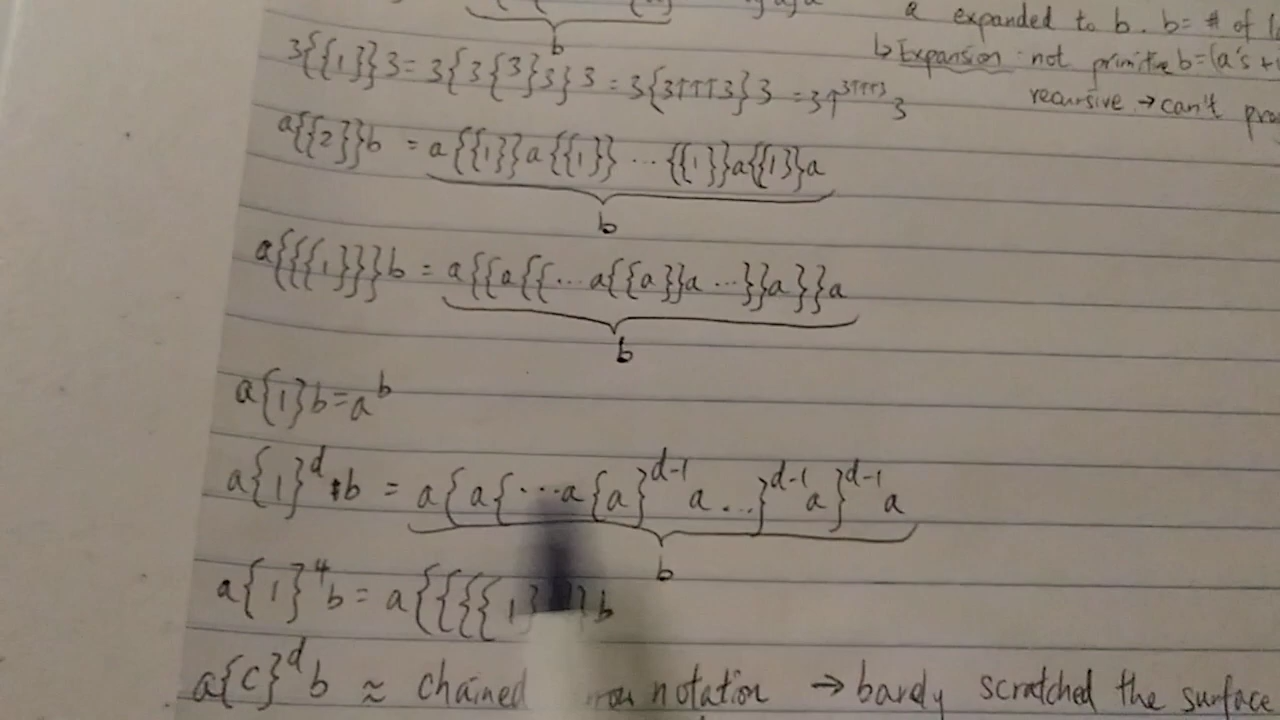 b
a expanded to b. b= # of
3{{1}}3 = 3{3{3}3}3 = 3{3↑↑↑3}3 = 3↑^{3↑↑↑3} 3
↳ Expansion not primitive b=(a's +1
recursive → can't
a{{2}}b = a{{1}}a{{1}} ... {{1}}a{{1}}a
b
a{{{1}}}b = a{{a{{...a{{a}}a...}}a}}a
b
a{1}b=a^b
a{1}^d b = a{a{...a{a}^{d-1} a...}^{d-1} a}^{d-1} a
b
a{1}^4 b = a{{{{1} }b
a{c}^d b ≈ chained notation → barely scratched the surface